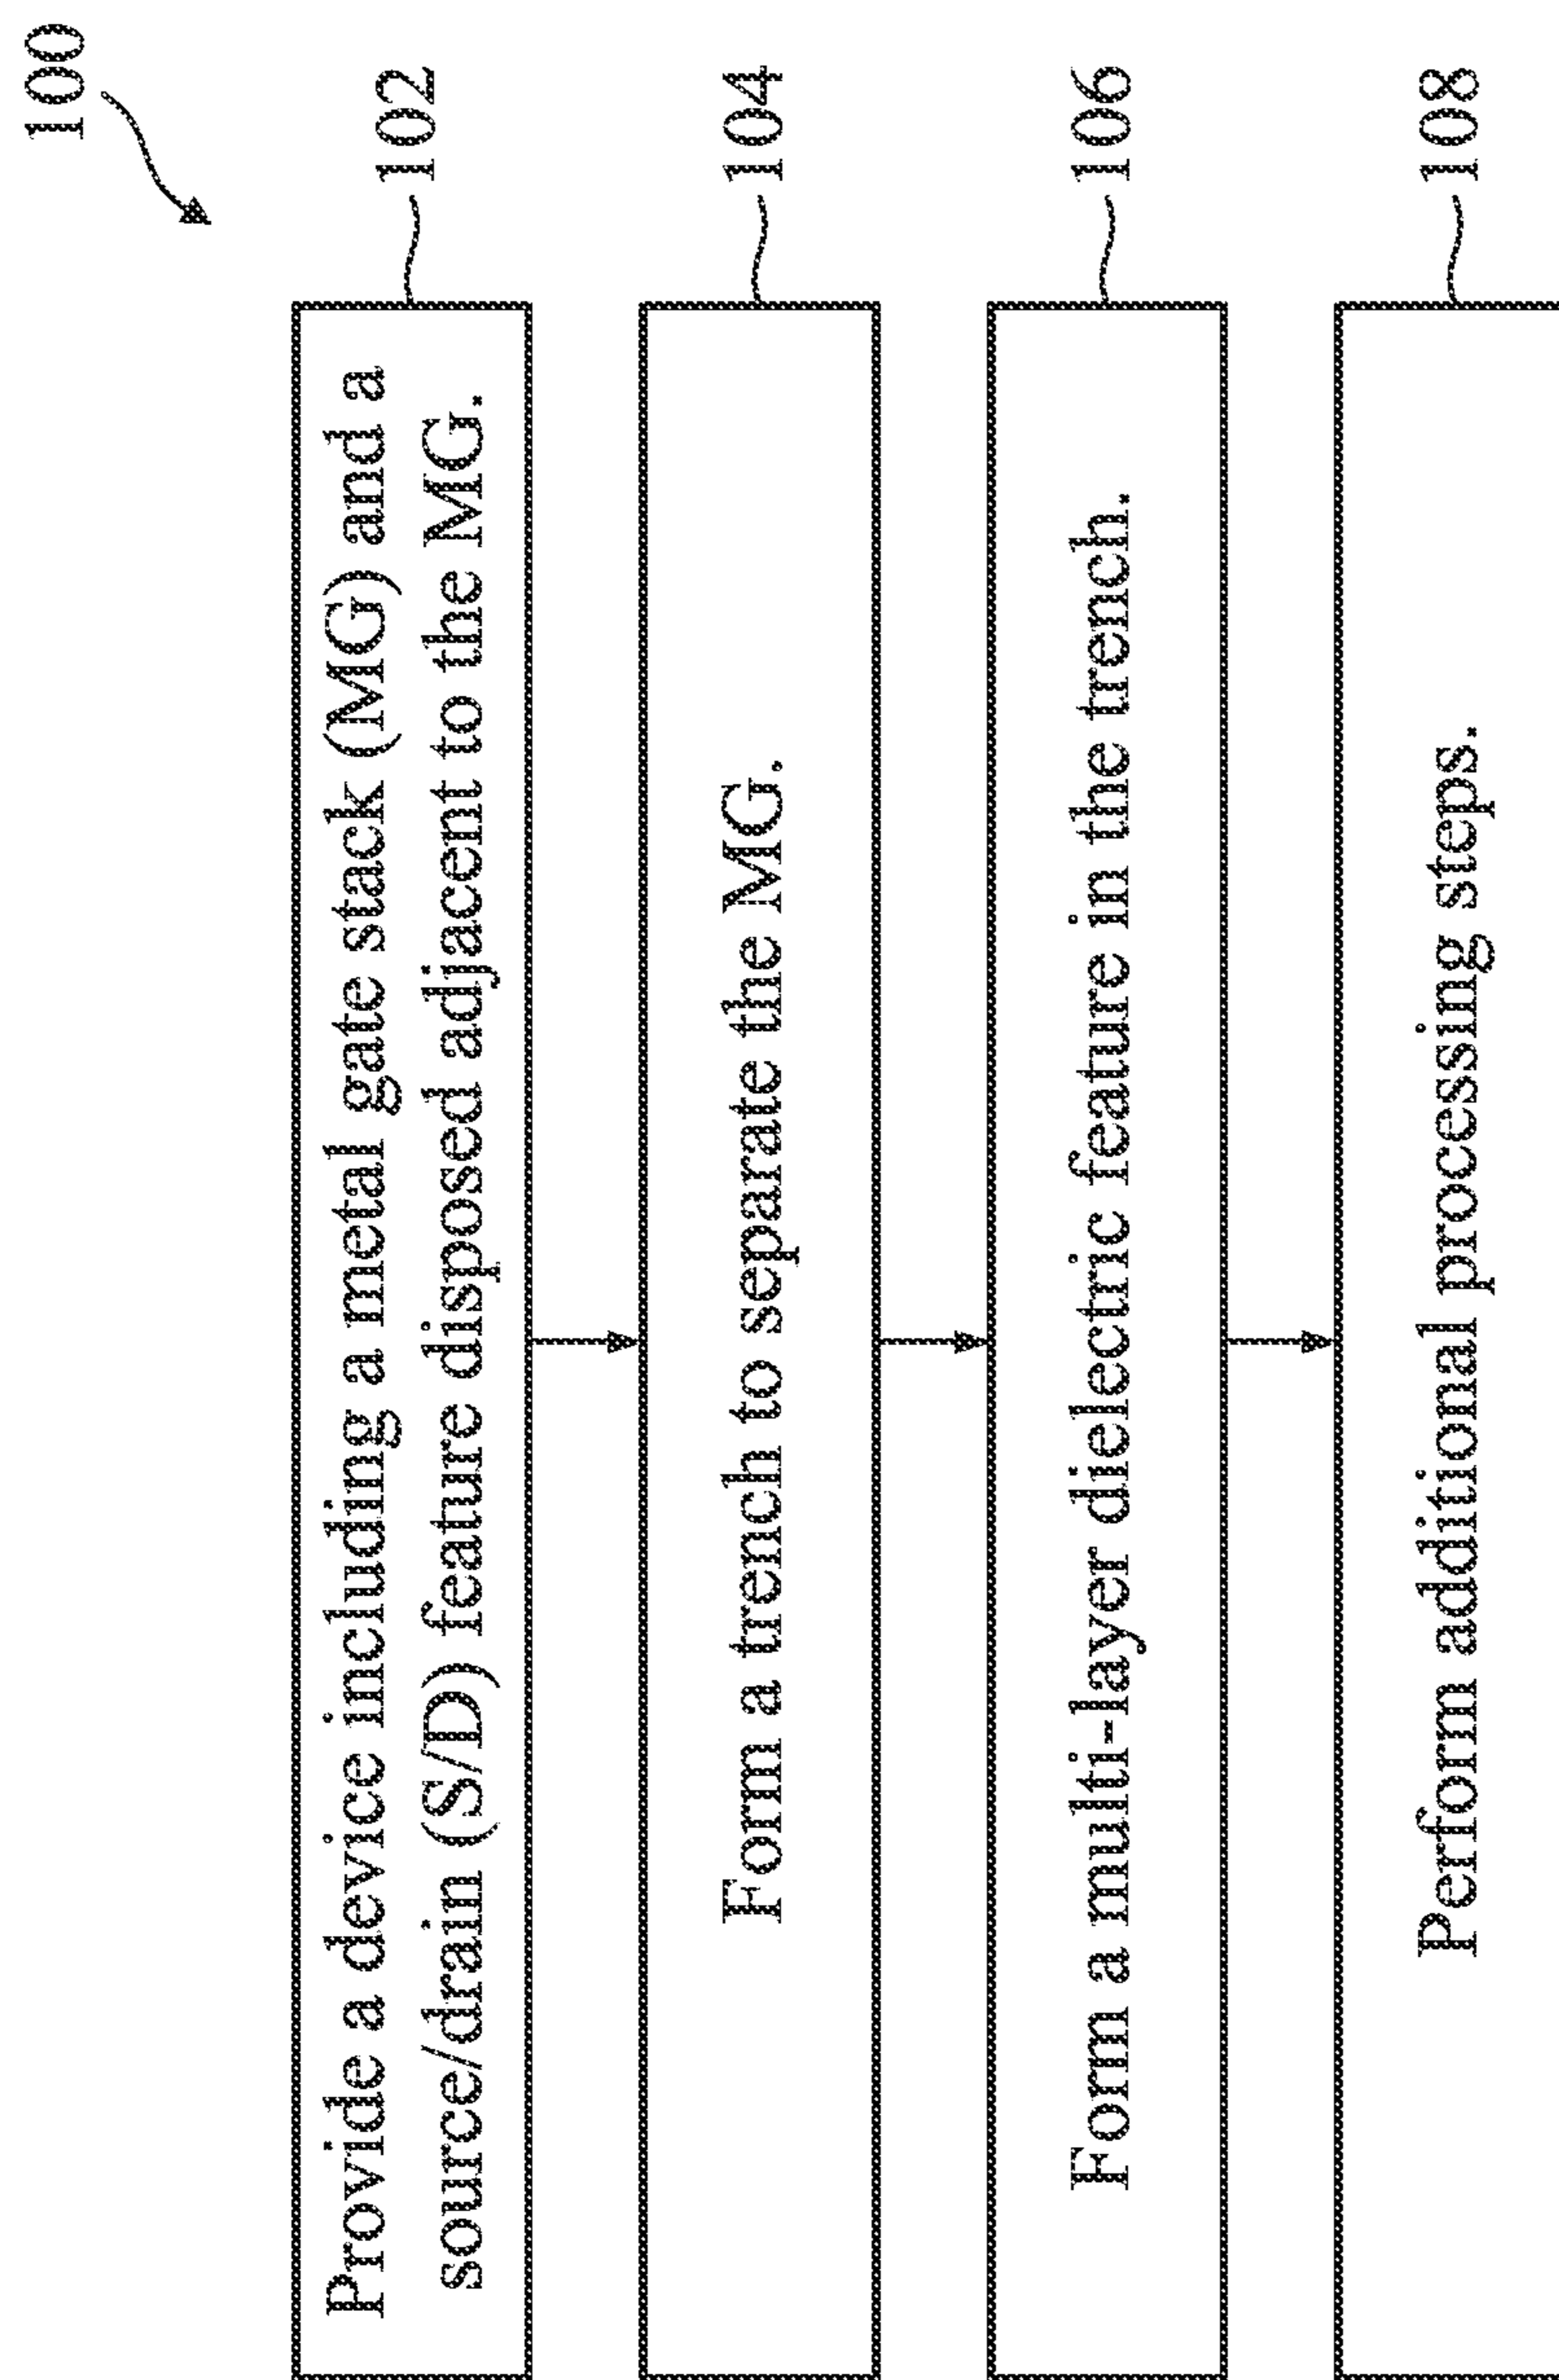 100
Provide a device including a metal gate stack (MG) and a
source/drain (S/D) feature disposed adjacent to the MG.
102
Form a trench to separate the MG.
104
Form a multi-layer dielectric feature in the trench.
106
Perform additional processing steps.
108